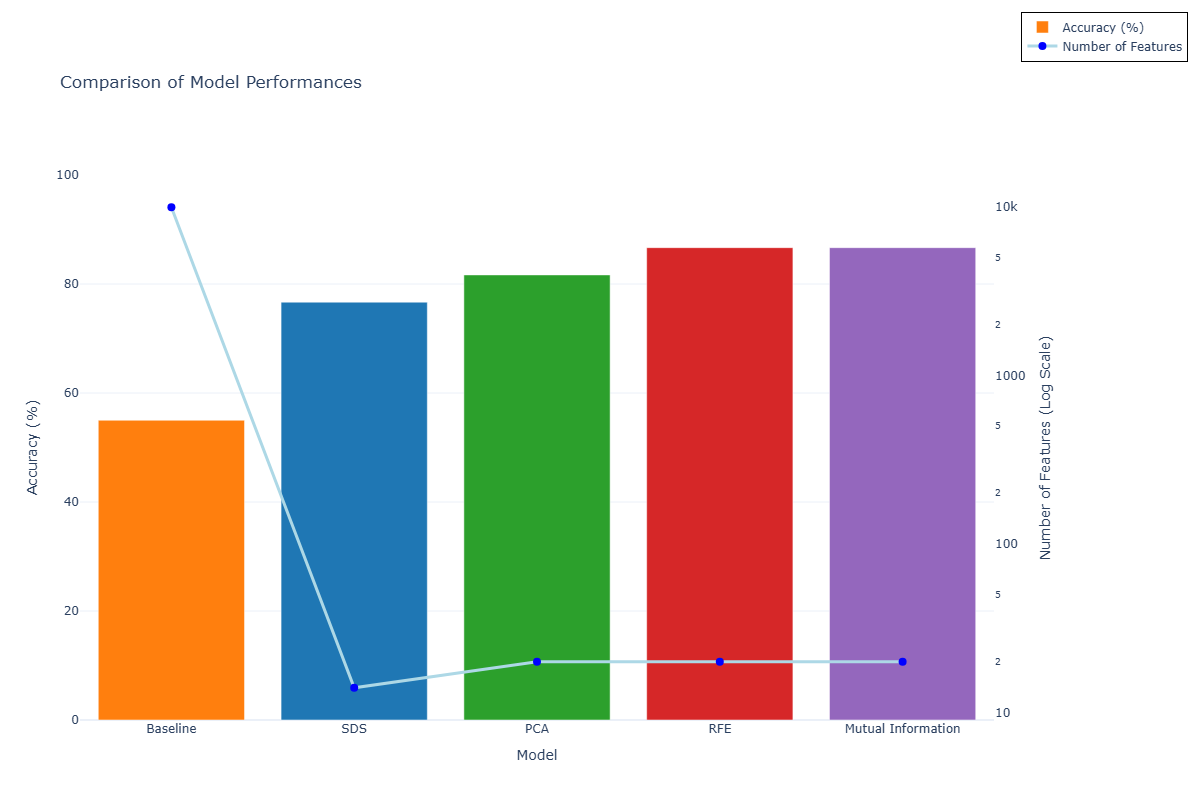 Accuracy (%)
Number of Features
Comparison of Model Performances
100
80
60
40
20
0
Accuracy (%)
10k
5
2
1000
5
2
100
5
2
10
Number of Features (Log Scale)
Baseline
SDS
PCA
RFE
Mutual Information
Model